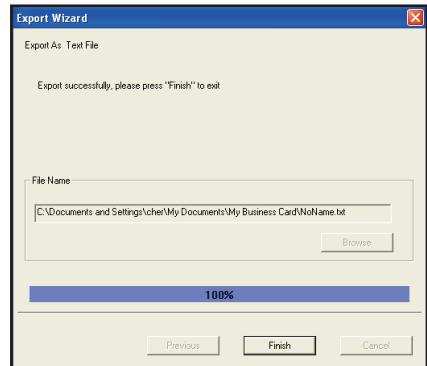 Export Wizard
Export As Text File
Export successfully, please press "Finish" to exit
File Name
C:\Documents and Settings\cher\My Documents\My Business Card\NoName.txt
Browse
100%
Previous Finish Cancel